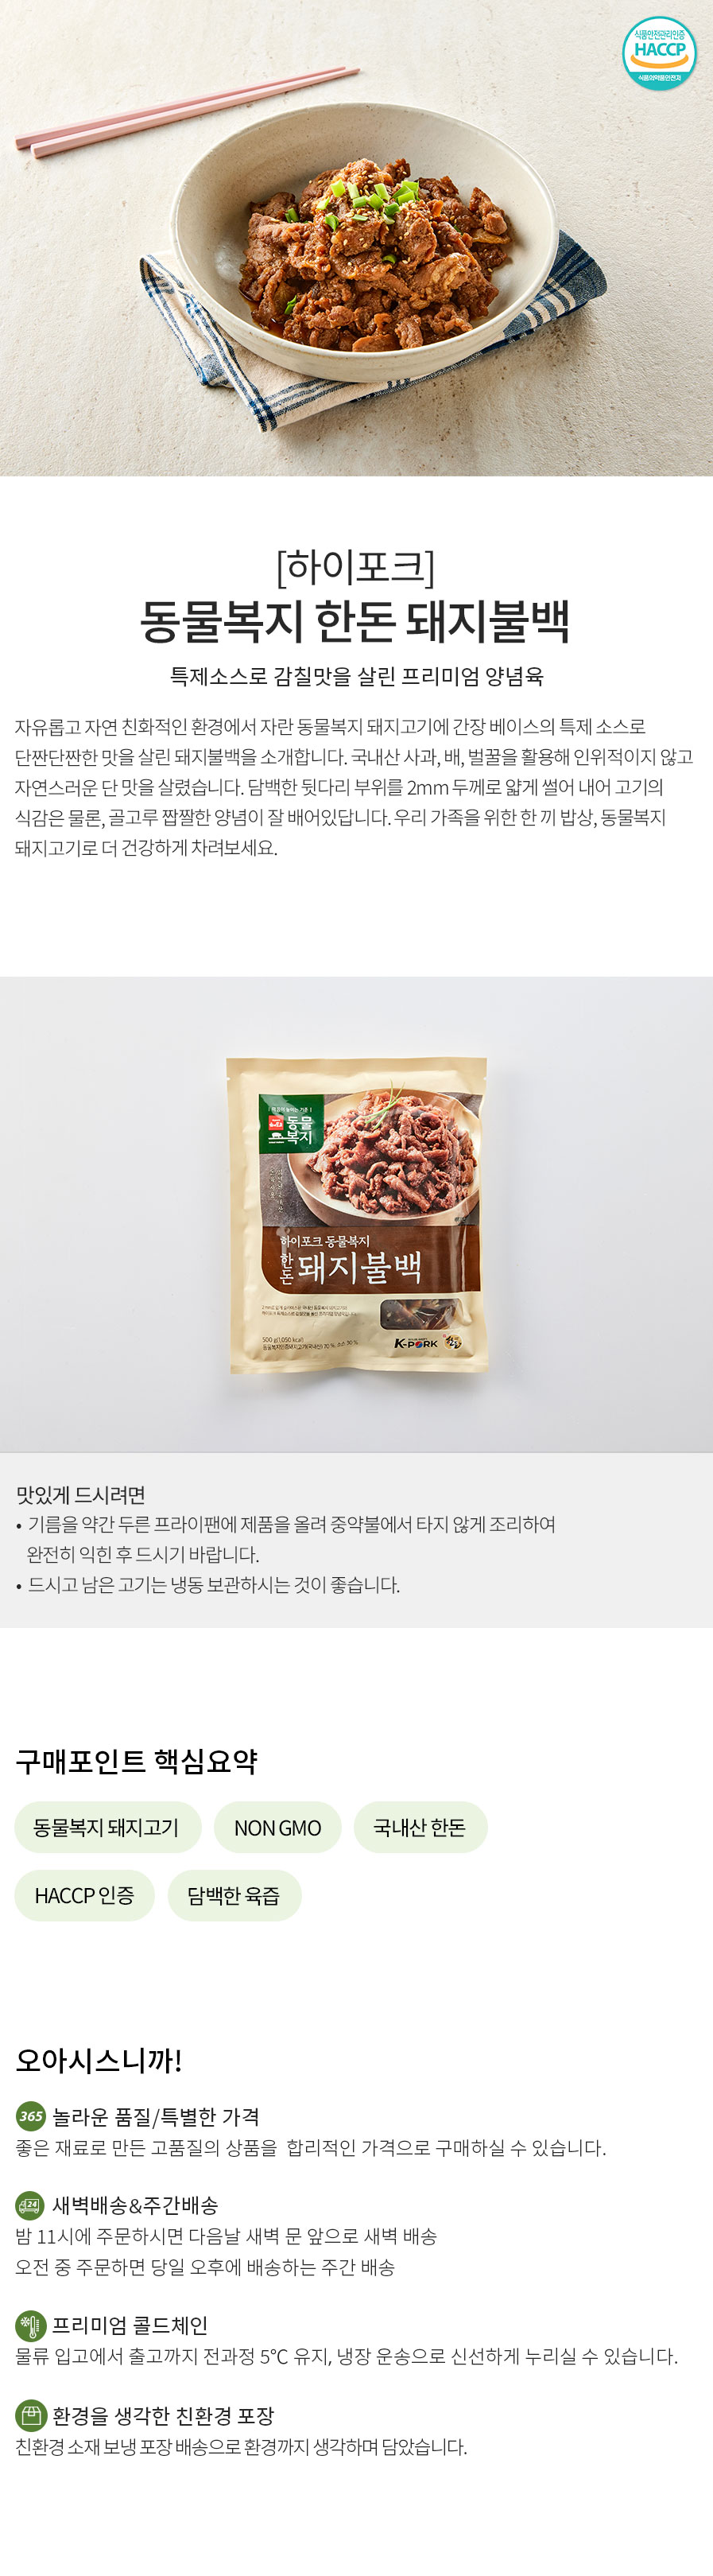 식품안전관리인증
HACCP
식품의약품안전처
[하이포크]
동물복지 한돈 돼지불백
특제소스로 감칠맛을 살린 프리미엄 양념육
자유롭고 자연 친화적인 환경에서 자란 동물복지 돼지고기에 간장 베이스의 특제 소스로
단짠단짠한 맛을 살린 돼지불백을 소개합니다. 국내산 사과, 배, 벌꿀을 활용해 인위적이지 않고
자연스러운 단 맛을 살렸습니다. 담백한 뒷다리 부위를 2mm 두께로 얇게 썰어 내어 고기의
식감은 물론, 골고루 짭짤한 양념이 잘 배어있답니다. 우리 가족을 위한 한 끼 밥상, 동물복지
돼지고기로 더 건강하게 차려보세요.
동물
복지
하이포크 동물복지
한돈 돼지불백
500 g(1,050 kcal)
K-PORK
한돈
맛있게 드시려면
• 기름을 약간 두른 프라이팬에 제품을 올려 중약불에서 타지 않게 조리하여
완전히 익힌 후 드시기 바랍니다.
• 드시고 남은 고기는 냉동 보관하시는 것이 좋습니다.
구매포인트 핵심요약
동물복지 돼지고기 NON GMO 국내산 한돈
HACCP 인증 담백한 육즙
오아시스니까!
365 놀라운 품질/특별한 가격
좋은 재료로 만든 고품질의 상품을 합리적인 가격으로 구매하실 수 있습니다.
24 새벽배송&주간배송
밤 11시에 주문하시면 다음날 새벽 문 앞으로 새벽 배송
오전 중 주문하면 당일 오후에 배송하는 주간 배송
프리미엄 콜드체인
물류 입고에서 출고까지 전과정 5℃ 유지, 냉장 운송으로 신선하게 누리실 수 있습니다.
환경을 생각한 친환경 포장
친환경 소재 보냉 포장 배송으로 환경까지 생각하며 담았습니다.